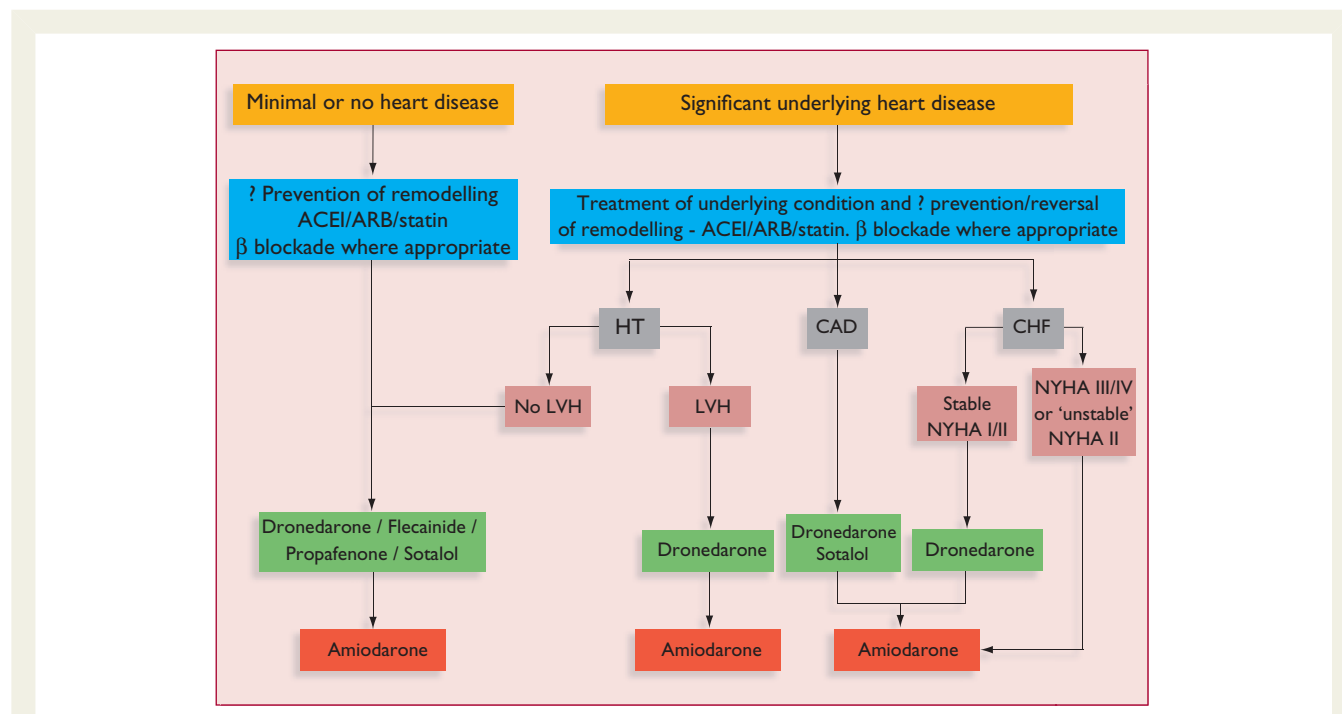 Minimal or no heart disease
Significant underlying heart disease
? Prevention of remodelling
ACEI/ARB/statin
β blockade where appropriate
Treatment of underlying condition and ? prevention/reversal
of remodelling - ACEI/ARB/statin. β blockade where appropriate
HT
CAD
CHF
No LVH
LVH
Stable
NYHA I/II
NYHA III/IV
or ‘unstable’
NYHA II
Dronedarone / Flecainide /
Propafenone / Sotalol
Dronedarone
Dronedarone
Sotalol
Dronedarone
Amiodarone
Amiodarone
Amiodarone